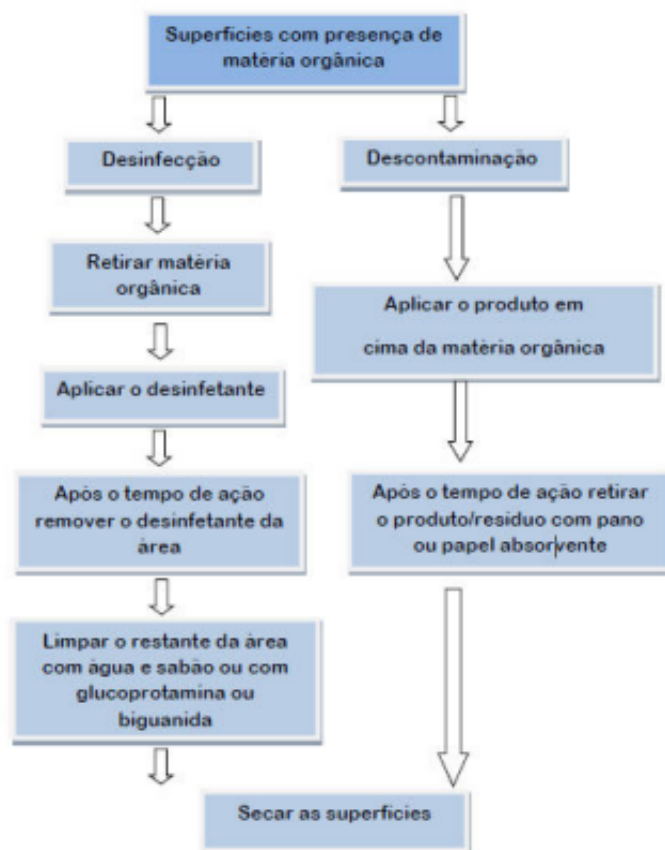 Superficies com presença de
matéria orgânica
Desinfecção
Descontaminação
Retirar matéria
orgânica
Aplicar o produto em
cima da matéria orgânica
Aplicar o desinfetante
Após o tempo de ação
remover o desinfetante da
área
Após o tempo de ação retirar
o produto/residuo com pano
ou papel absorvente
Limpar o restante da área
com água e sabão ou com
glucoprotamina ou
biguanida
Secar as superficies